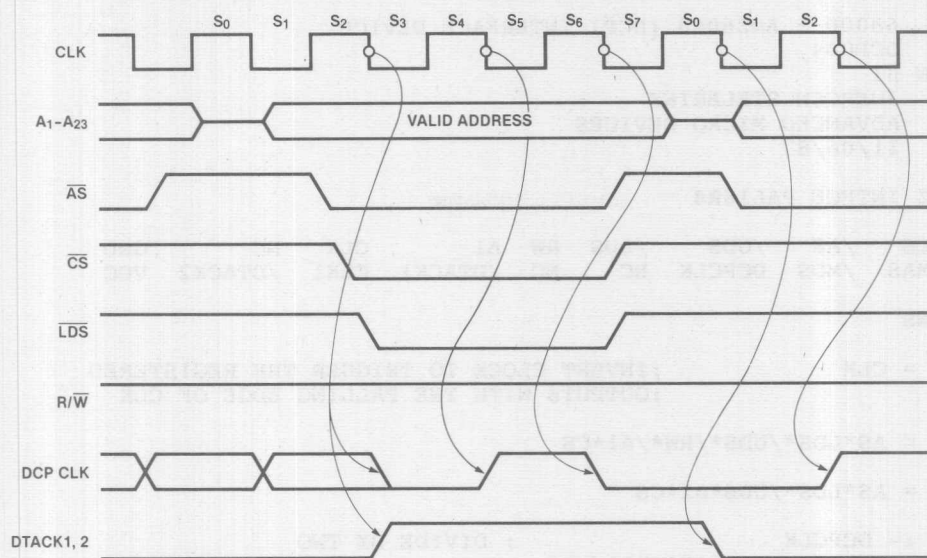 S0 S1 S2 S3 S4 S5 S6 S7 S0 S1 S2
CLK
A1-A23
VALID ADDRESS
AS
CS
LDS
R/W
DCP CLK
DTACK1, 2